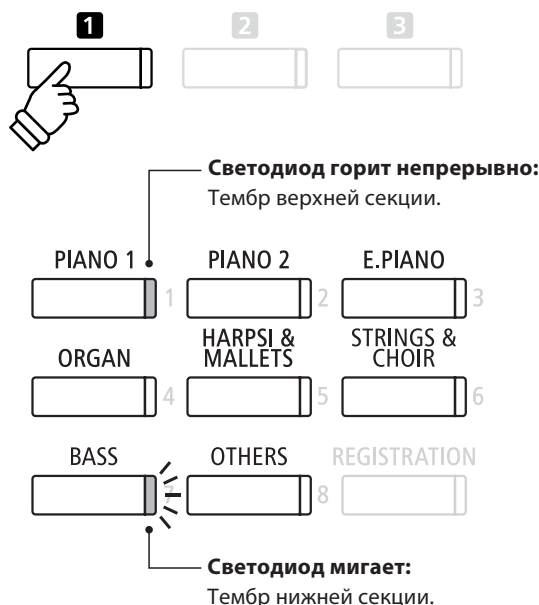 1 2 3
Светодиод горит непрерывно:
Тембр верхней секции.
PIANO 1 PIANO 2 E.PIANO
1 2 3
ORGAN HARPSI & MALLETS STRINGS & CHOIR
4 5 6
BASS OTHERS REGISTRATION
7 8
Светодиод мигает:
Тембр нижней секции.